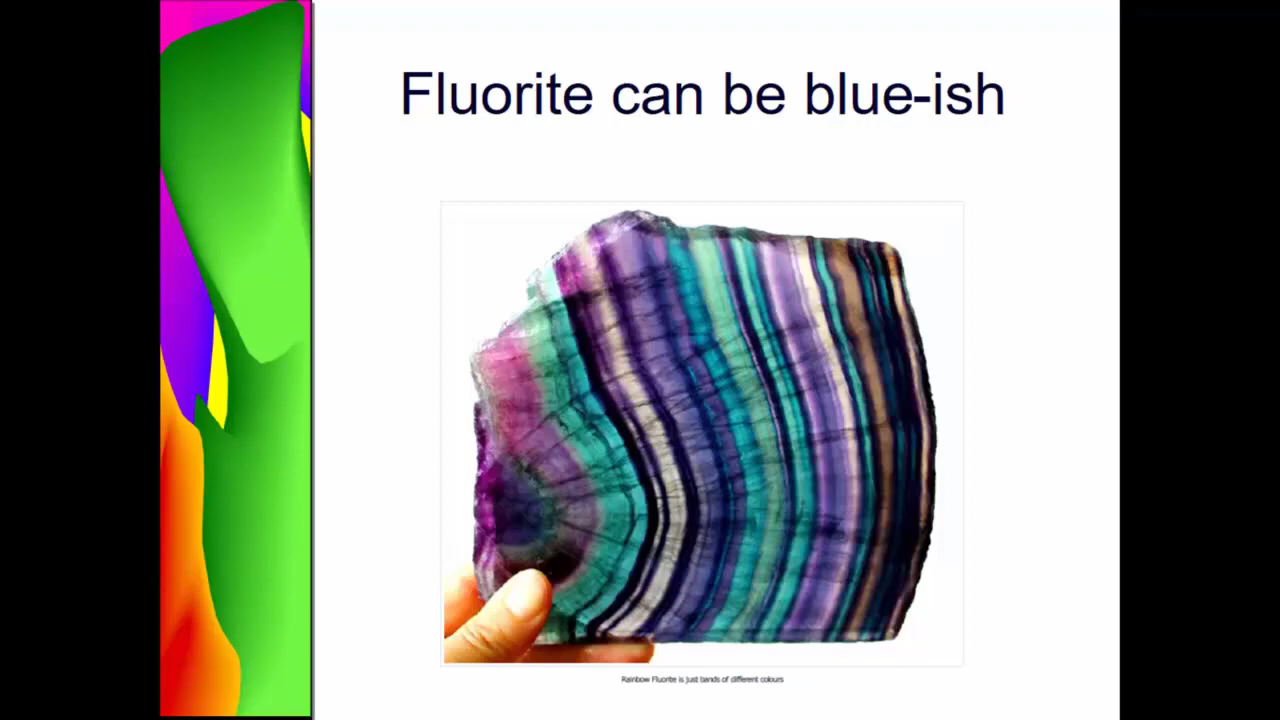 Fluorite can be blue-ish
Rainbow Fluorite is just bands of different colours